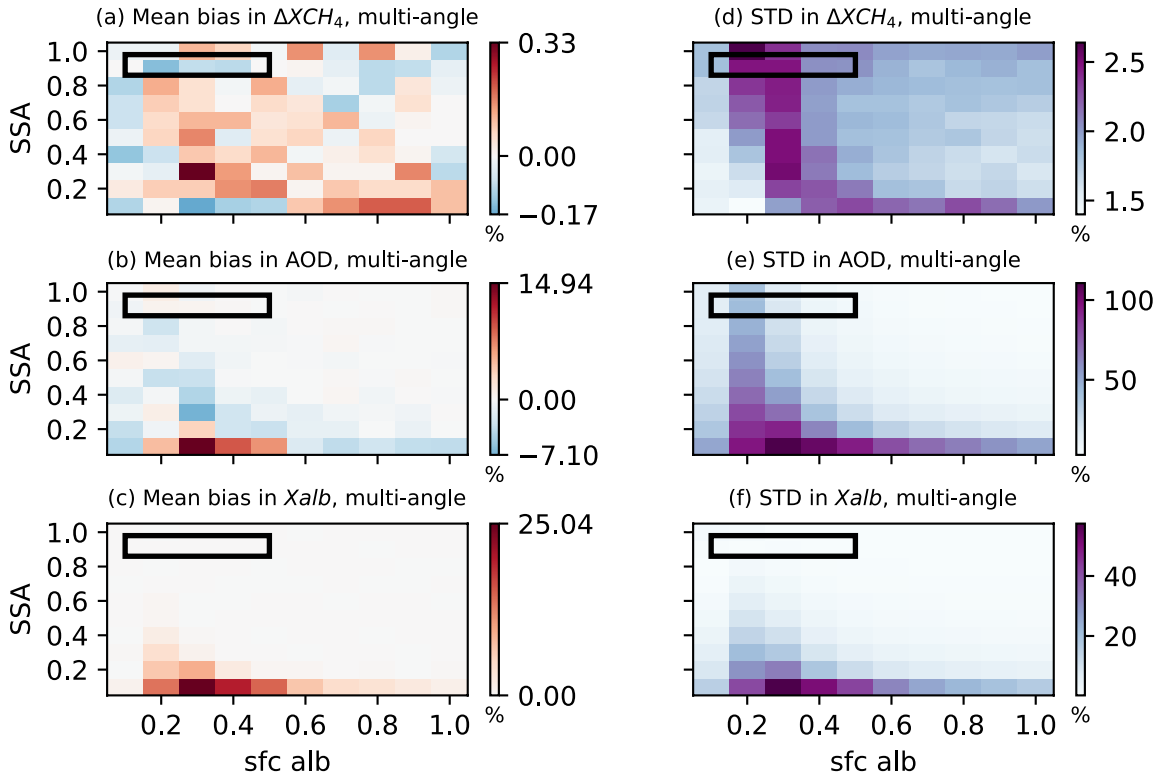 (a) Mean bias in ΔXCH₄, multi-angle
SSA
1.0
0.8
0.6
0.4
0.2
0.33
0.00
−0.17
%
(d) STD in ΔXCH₄, multi-angle
2.5
2.0
1.5
%
(b) Mean bias in AOD, multi-angle
SSA
1.0
0.8
0.6
0.4
0.2
14.94
0.00
−7.10
%
(e) STD in AOD, multi-angle
100
50
%
(c) Mean bias in Xalb, multi-angle
SSA
1.0
0.8
0.6
0.4
0.2
0.2 0.4 0.6 0.8 1.0
sfc alb
25.04
0.00
%
(f) STD in Xalb, multi-angle
0.2 0.4 0.6 0.8 1.0
sfc alb
40
20
%